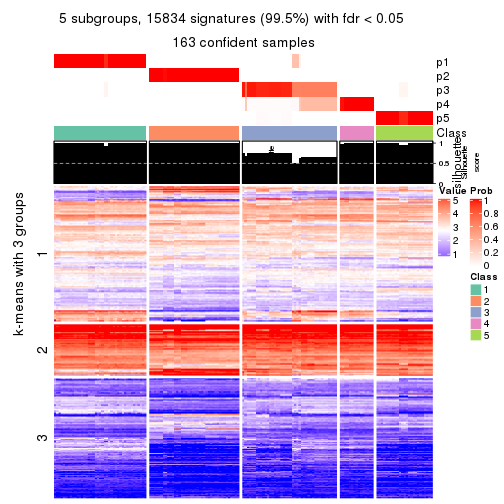 5 subgroups, 15834 signatures (99.5%) with fdr < 0.05
163 confident samples
p1
p2
p3
p4
p5
Class
1
0.5
0
silhouette
Silhouette
score
k-means with 3 groups
1
2
3
Value
5
4
3
2
1
Prob
1
0.8
0.6
0.4
0.2
0
Class
1
2
3
4
5